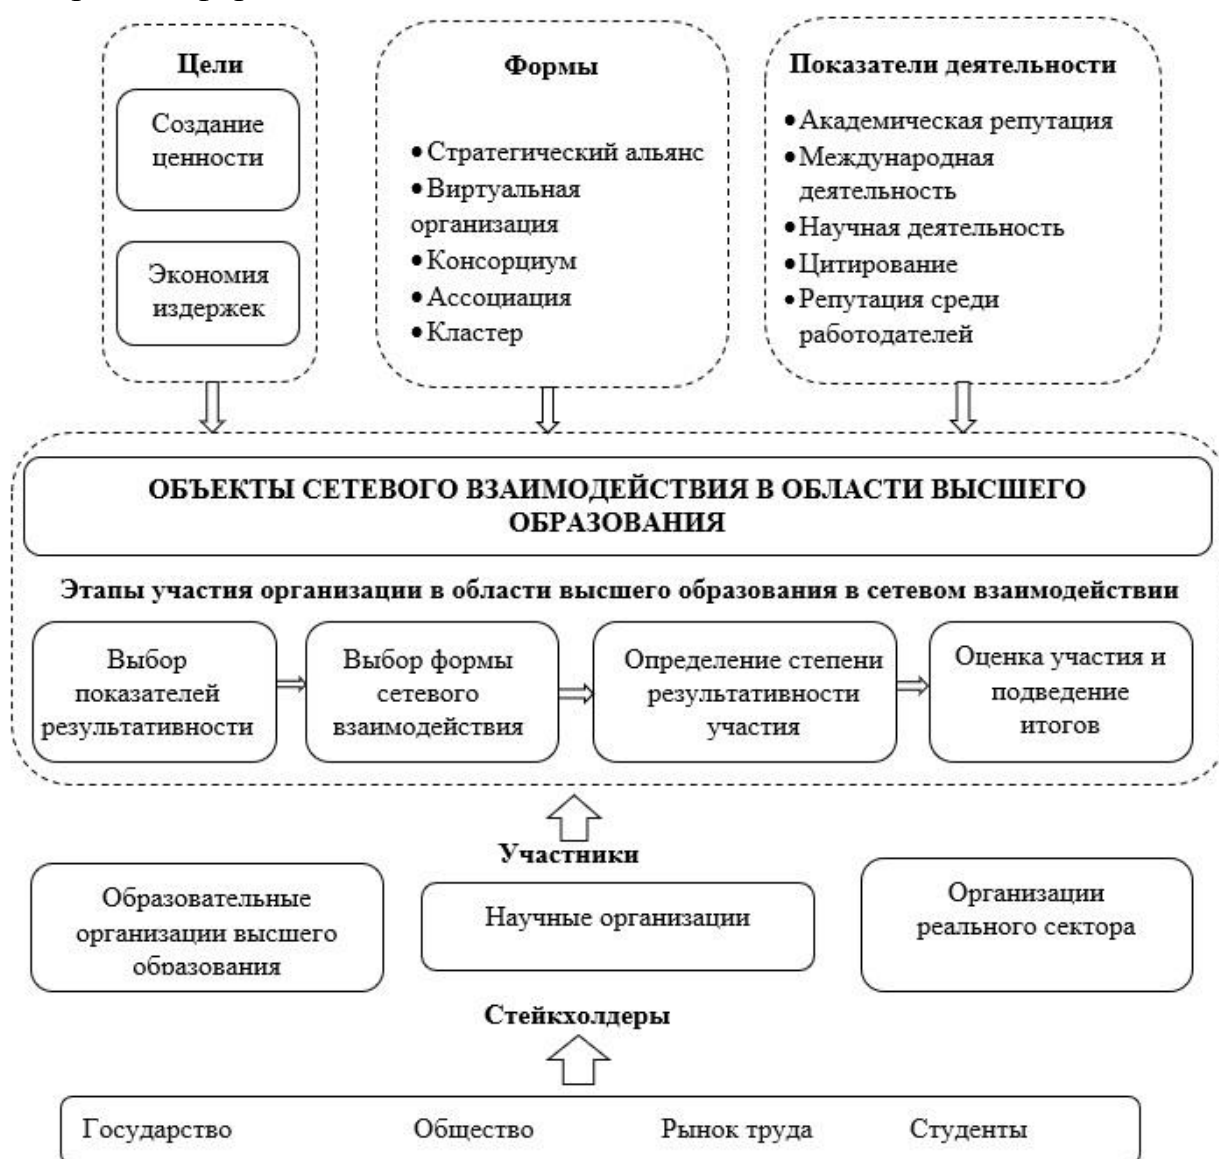 Цели
Создание
ценности
Экономия
издержек
Формы
•Стратегический альянс
•Виртуальная
организация
•Консорциум
•Ассоциация
•Кластер
Показатели деятельности
•Академическая репутация
•Международная
деятельность
•Научная деятельность
•Цитирование
•Репутация среди
работодателей
ОБЪЕКТЫ СЕТЕВОГО ВЗАИМОДЕЙСТВИЯ В ОБЛАСТИ ВЫСШЕГО
ОБРАЗОВАНИЯ
Этапы участия организации в области высшего образования в сетевом взаимодействии
Выбор
показателей
результативности
Выбор формы
сетевого
взаимодействия
Определение степени
результативности
участия
Оценка участия и
подведение
итогов
Участники
Образовательные
организации высшего
образования
Научные организации
Организации
реального сектора
Стейкхолдеры
Государство Общество Рынок труда Студенты